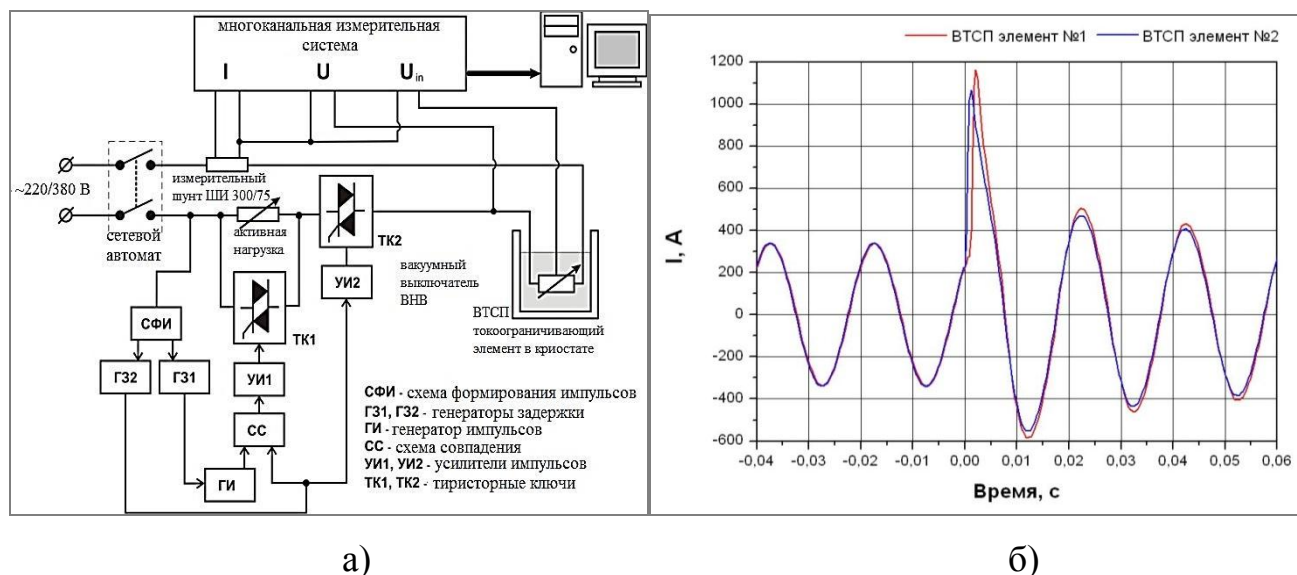 многоканальная измерительная
система
I U Uin
~220/380 В
измерительный
шунт ШИ 300/75
сетевой
автомат
активная
нагрузка
ТК2
УИ2
вакуумный
выключатель
ВНВ
ВТСП
токоограничивающий
элемент в криостате
СФИ
ТК1
ГЗ2
ГЗ1
УИ1
СС
ГИ
СФИ - схема формирования импульсов
ГЗ1, ГЗ2 - генераторы задержки
ГИ - генератор импульсов
СС - схема совпадения
УИ1, УИ2 - усилители импульсов
ТК1, ТК2 - тиристорные ключи
а)
ВТСП элемент №1 ВТСП элемент №2
I, A
1200
1000
800
600
400
200
0
-200
-400
-600
-0,04 -0,03 -0,02 -0,01 0,00 0,01 0,02 0,03 0,04 0,05 0,06
Время, с
б)